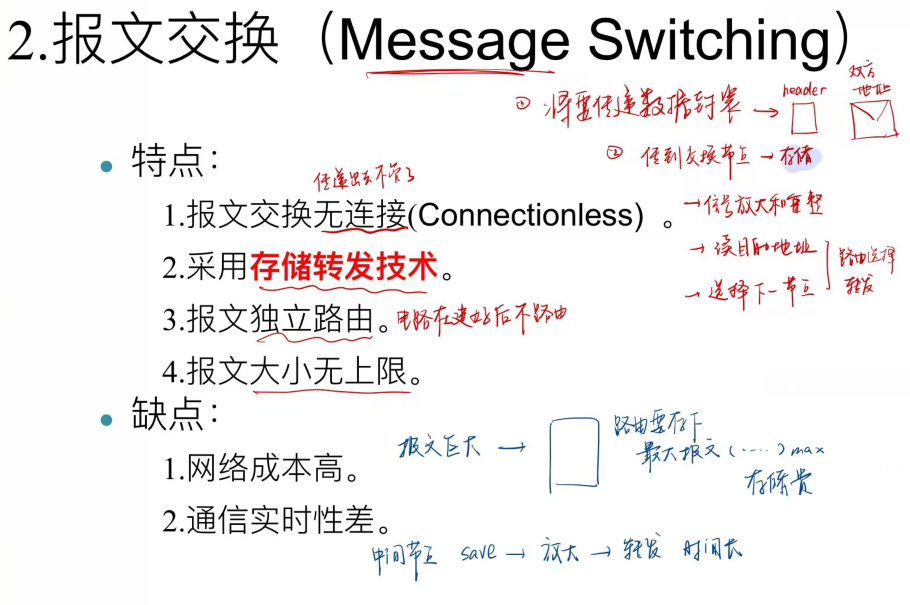 2.报文交换（Message Switching）
① 将要传递数据封装 → header 双方地址
② 传到交换节点 → 存储
→ 信号放大和重整
→ 读目的地址
→ 选择下一节点
路由选择
转发
• 特点：
传递出去不管了
1.报文交换无连接(Connectionless) 。
2.采用存储转发技术。
3.报文独立路由。电路在建好后不路由
4.报文大小无上限。
• 缺点：
报文巨大 →
路由要存下
最大报文 (·····) max
存储贵
1.网络成本高。
2.通信实时性差。
中间节点 save → 放大 → 转发 时间长